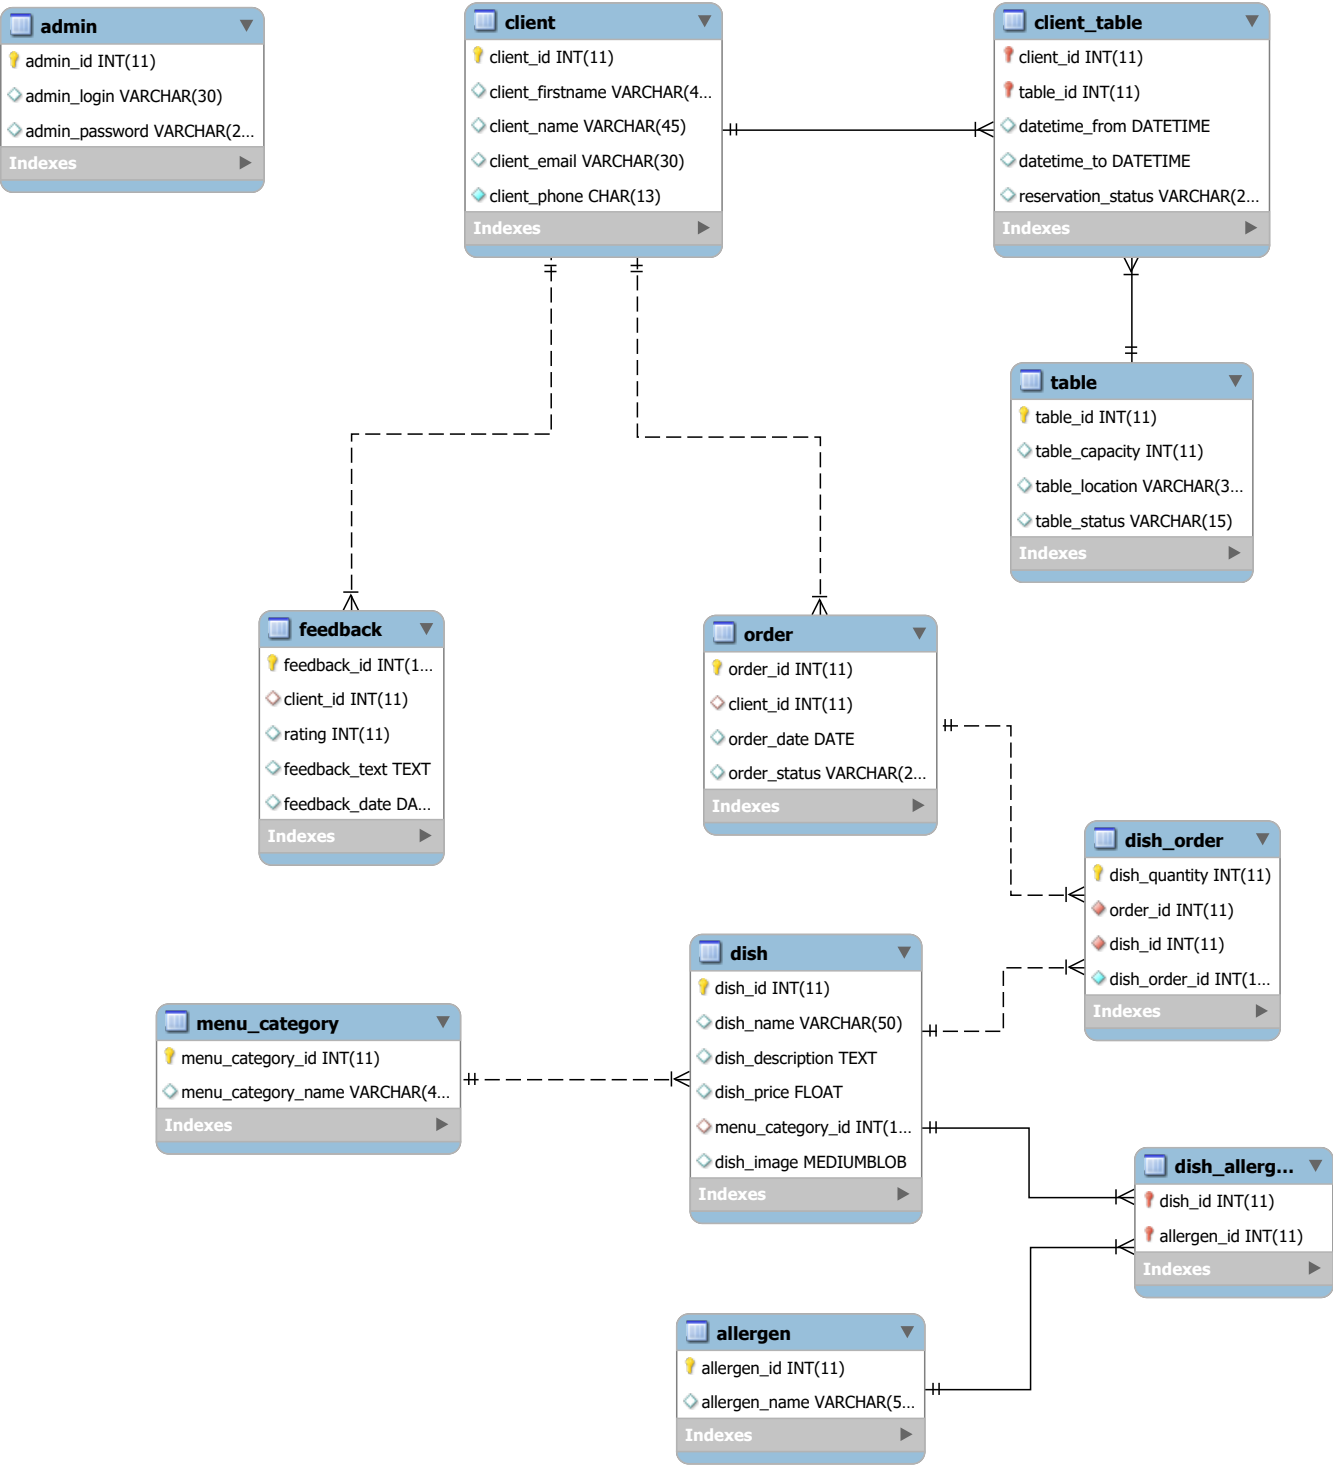 admin
admin_id INT(11)
admin_login VARCHAR(30)
admin_password VARCHAR(2...
Indexes
client
client_id INT(11)
client_firstname VARCHAR(4...
client_name VARCHAR(45)
client_email VARCHAR(30)
client_phone CHAR(13)
Indexes
client_table
client_id INT(11)
table_id INT(11)
datetime_from DATETIME
datetime_to DATETIME
reservation_status VARCHAR(2...
Indexes
table
table_id INT(11)
table_capacity INT(11)
table_location VARCHAR(3...
table_status VARCHAR(15)
Indexes
feedback
feedback_id INT(1...
client_id INT(11)
rating INT(11)
feedback_text TEXT
feedback_date DA...
Indexes
order
order_id INT(11)
client_id INT(11)
order_date DATE
order_status VARCHAR(2...
Indexes
dish_order
dish_quantity INT(11)
order_id INT(11)
dish_id INT(11)
dish_order_id INT(1...
Indexes
dish
dish_id INT(11)
dish_name VARCHAR(50)
dish_description TEXT
dish_price FLOAT
menu_category_id INT(1...
dish_image MEDIUMBLOB
Indexes
menu_category
menu_category_id INT(11)
menu_category_name VARCHAR(4...
Indexes
dish_allerg...
dish_id INT(11)
allergen_id INT(11)
Indexes
allergen
allergen_id INT(11)
allergen_name VARCHAR(5...
Indexes